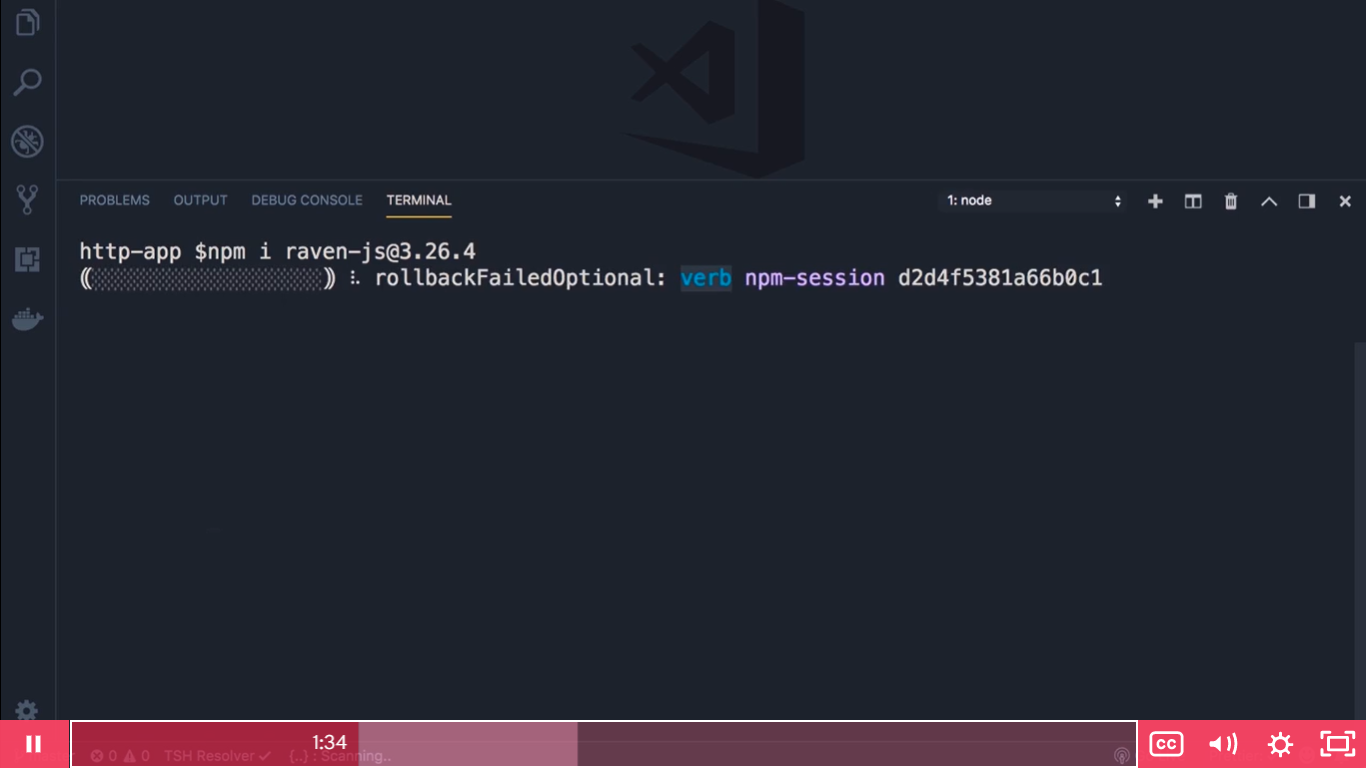 PROBLEMS OUTPUT DEBUG CONSOLE TERMINAL 1: node
http-app $npm i raven-js@3.26.4
((░░░░░░░░░░░░░░░░░░)) ⠧ rollbackFailedOptional: verb npm-session d2d4f5381a66b0c1
1:34
CC
0 0 TSH Resolver ✓ {..} : Scanning..